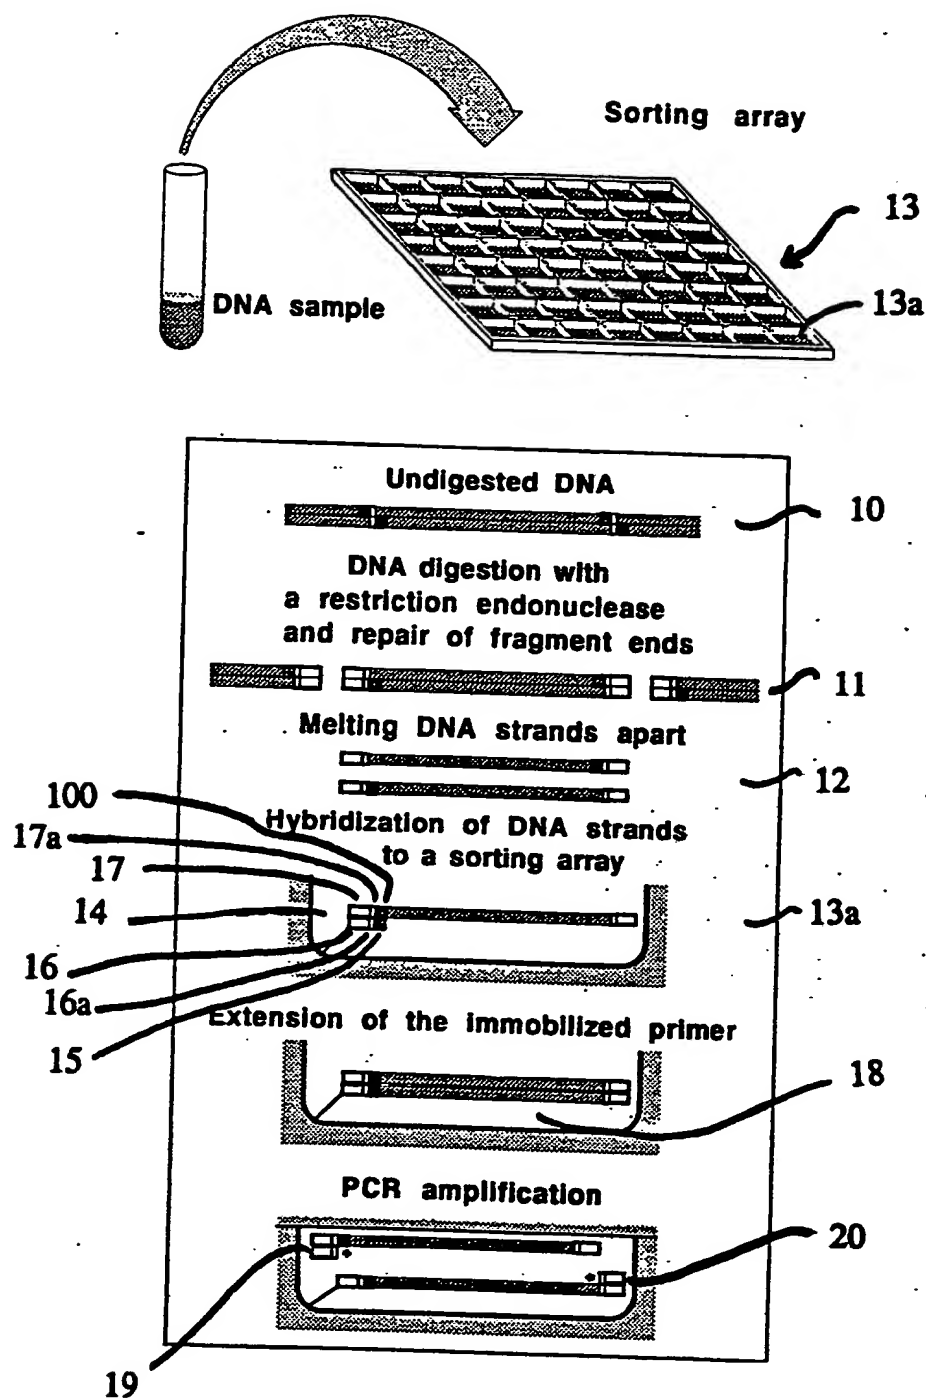 Sorting array
13
DNA sample
13a
Undigested DNA
10
DNA digestion with
a restriction endonuclease
and repair of fragment ends
11
Melting DNA strands apart
12
100
Hybridization of DNA strands
17a
to a sorting array
17
14
13a
16
16a
Extension of the immobilized primer
15
18
PCR amplification
20
19